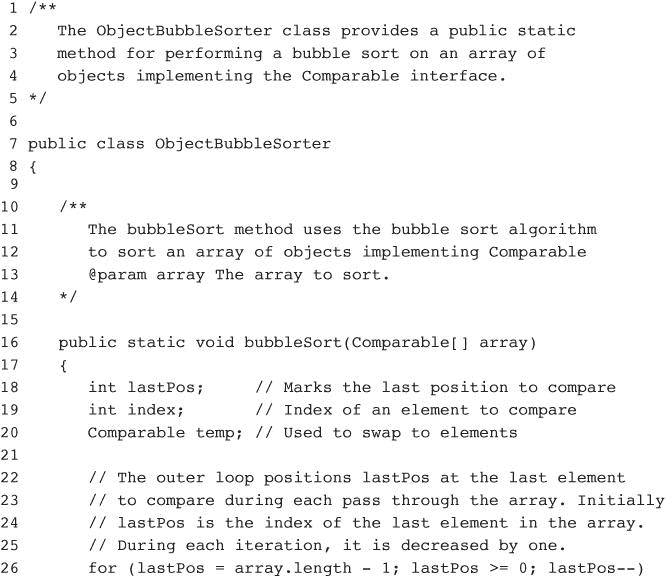 1 /**
2    The ObjectBubbleSorter class provides a public static
3    method for performing a bubble sort on an array of
4    objects implementing the Comparable interface.
5 */
6
7 public class ObjectBubbleSorter
8 {
9
10    /**
11       The bubbleSort method uses the bubble sort algorithm
12       to sort an array of objects implementing Comparable
13       @param array The array to sort.
14    */
15
16    public static void bubbleSort(Comparable[] array)
17    {
18       int lastPos;     // Marks the last position to compare
19       int index;       // Index of an element to compare
20       Comparable temp; // Used to swap to elements
21
22       // The outer loop positions lastPos at the last element
23       // to compare during each pass through the array. Initially
24       // lastPos is the index of the last element in the array.
25       // During each iteration, it is decreased by one.
26       for (lastPos = array.length - 1; lastPos >= 0; lastPos--)